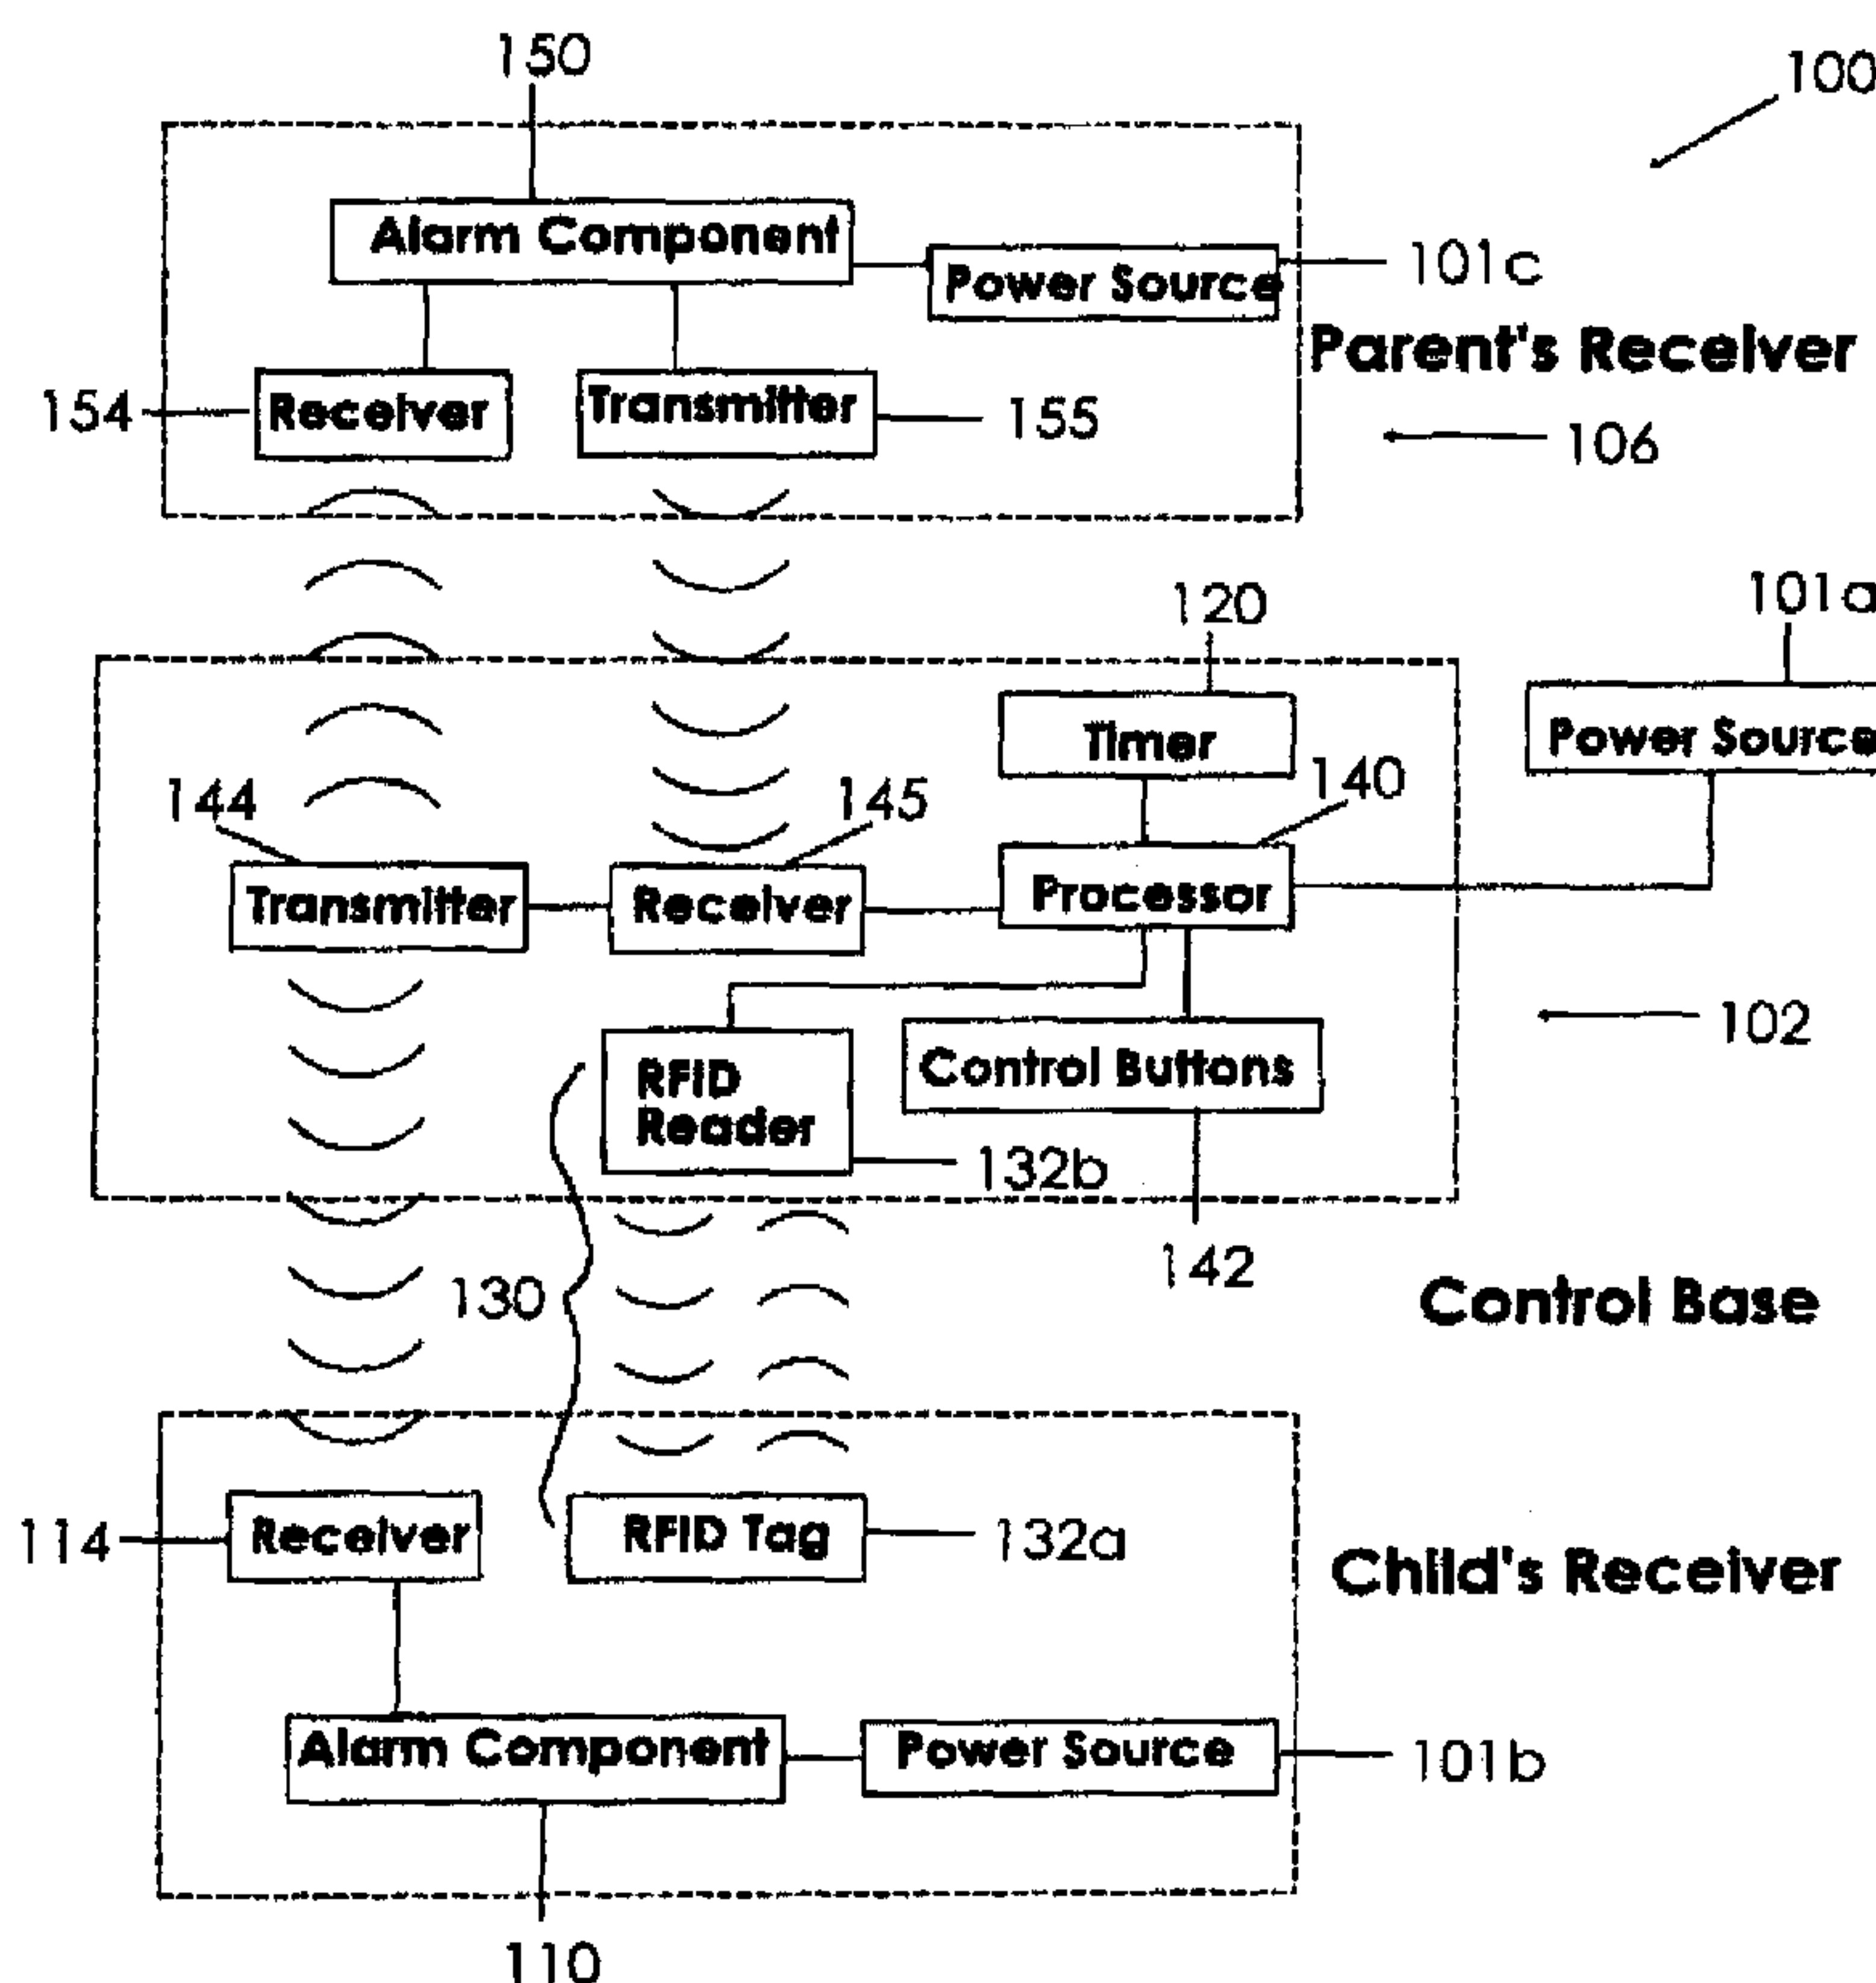 150
100
Alarm Component
Power Source
101c
Parent's Receiver
154
Receiver
Transmitter
155
106
120
101a
Timer
Power Source
144
145
140
Transmitter
Receiver
Processor
102
RFID
Reader
Control Buttons
132b
142
130
Control Base
114
Receiver
RFID Tag
132a
Child's Receiver
Alarm Component
Power Source
101b
110